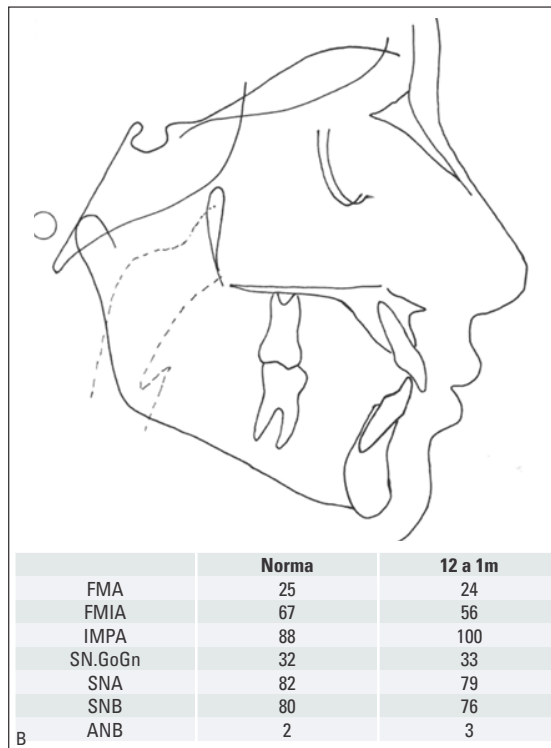 Norma 12 a 1m
FMA 25 24
FMIA 67 56
IMPA 88 100
SN.GoGn 32 33
SNA 82 79
SNB 80 76
ANB 2 3
B